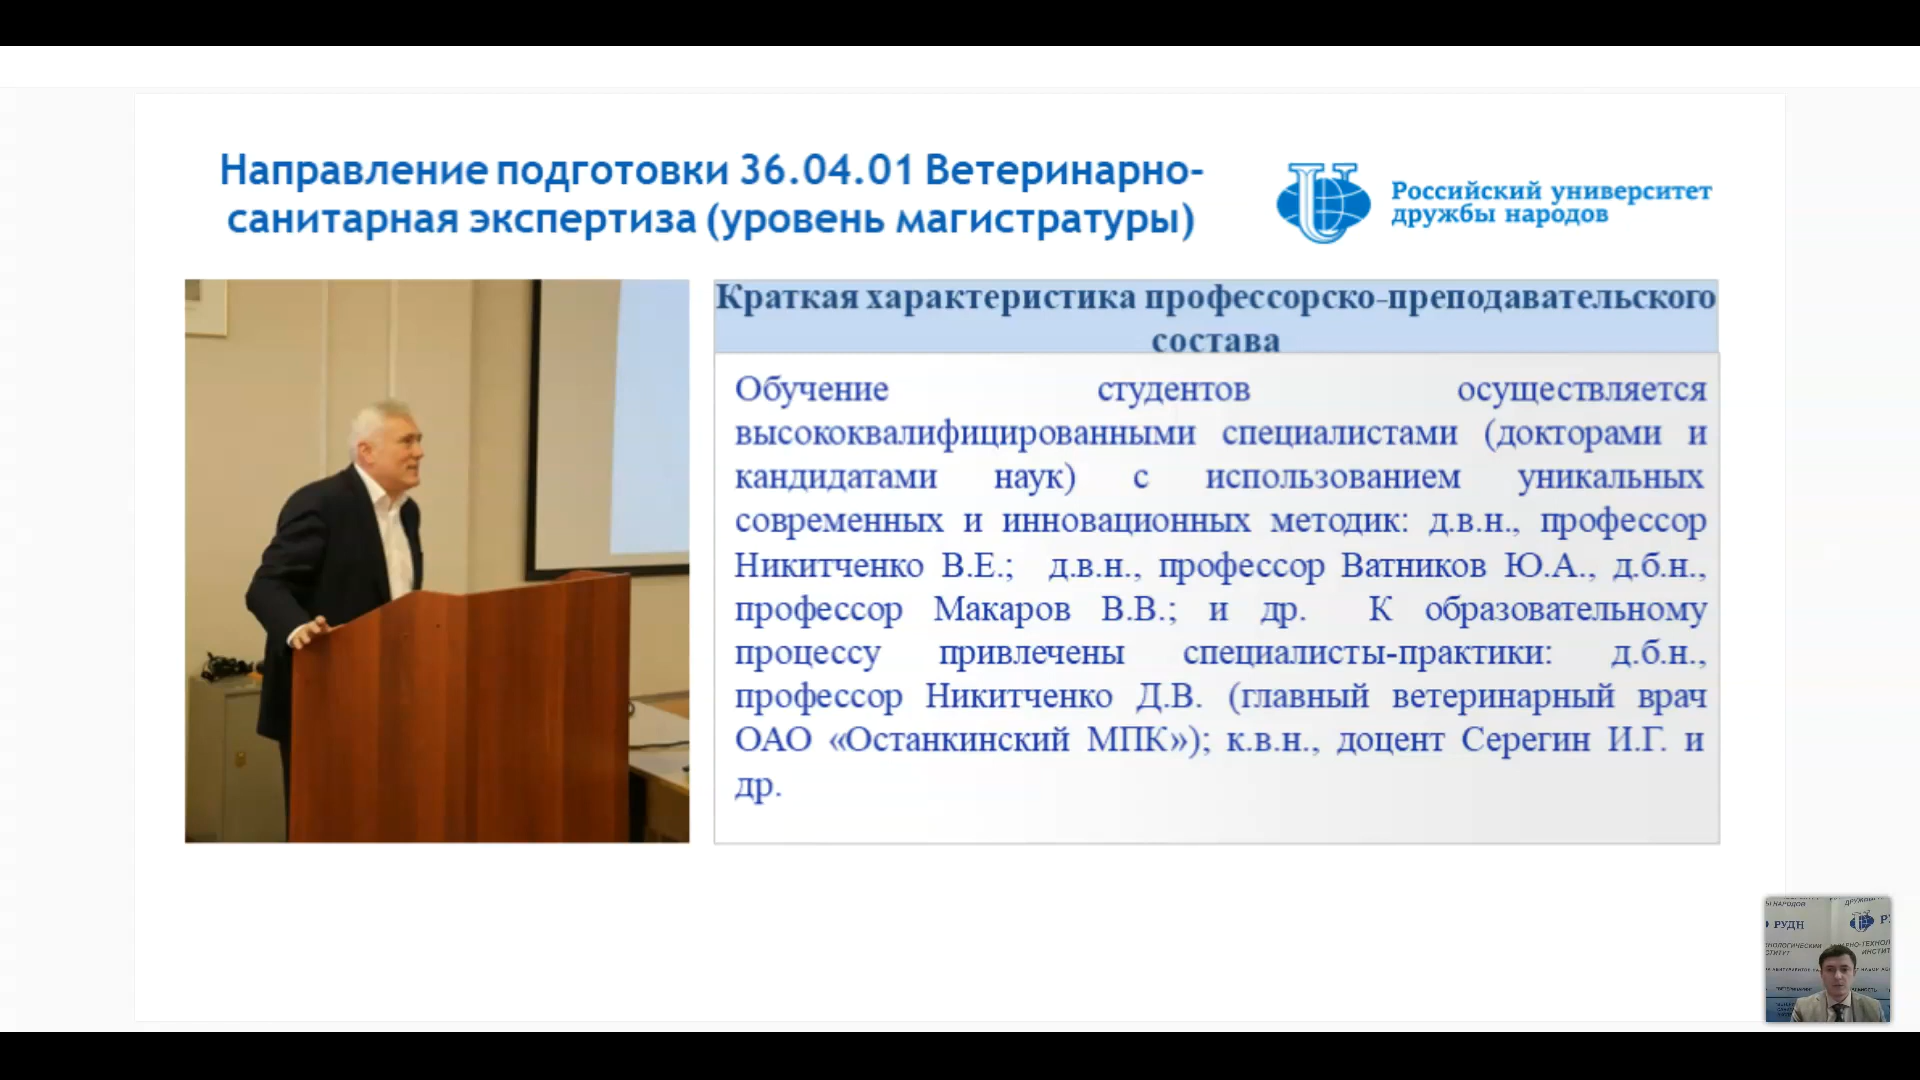 Направление подготовки 36.04.01 Ветеринарно-
санитарная экспертиза (уровень магистратуры)
Российский университет
дружбы народов
Краткая характеристика профессорско-преподавательского
состава
Обучение студентов осуществляется
высококвалифицированными специалистами (докторами и
кандидатами наук) с использованием уникальных
современных и инновационных методик: д.в.н., профессор
Никитченко В.Е.; д.в.н., профессор Ватников Ю.А., д.б.н.,
профессор Макаров В.В.; и др. К образовательному
процессу привлечены специалисты-практики: д.б.н.,
профессор Никитченко Д.В. (главный ветеринарный врач
ОАО «Останкинский МПК»); к.в.н., доцент Серегин И.Г. и
др.
РУДН